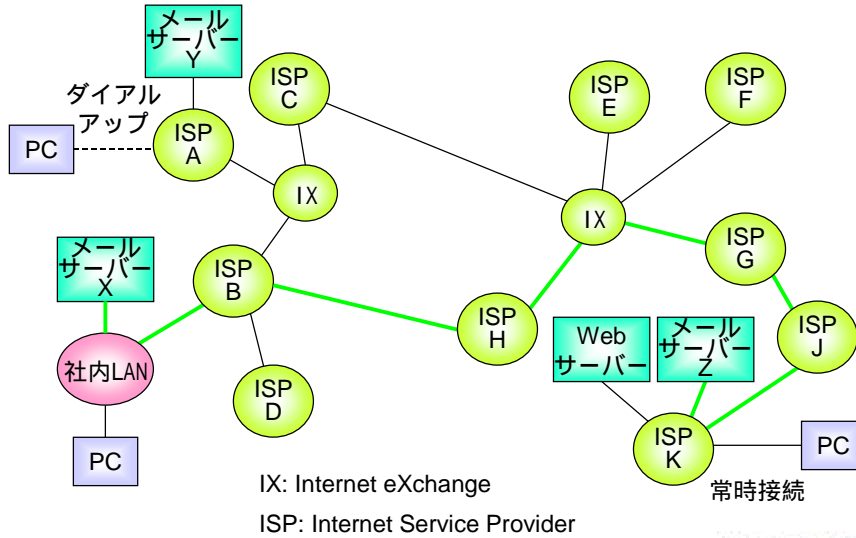 メール
サーバー
Y
ダイアル
アップ
PC
ISP
A
ISP
C
IX
ISP
E
ISP
F
IX
メール
サーバー
X
ISP
B
ISP
G
社内LAN
ISP
H
Web
サーバー
メール
サーバー
Z
ISP
J
ISP
D
PC
ISP
K
PC
常時接続
IX: Internet eXchange
ISP: Internet Service Provider